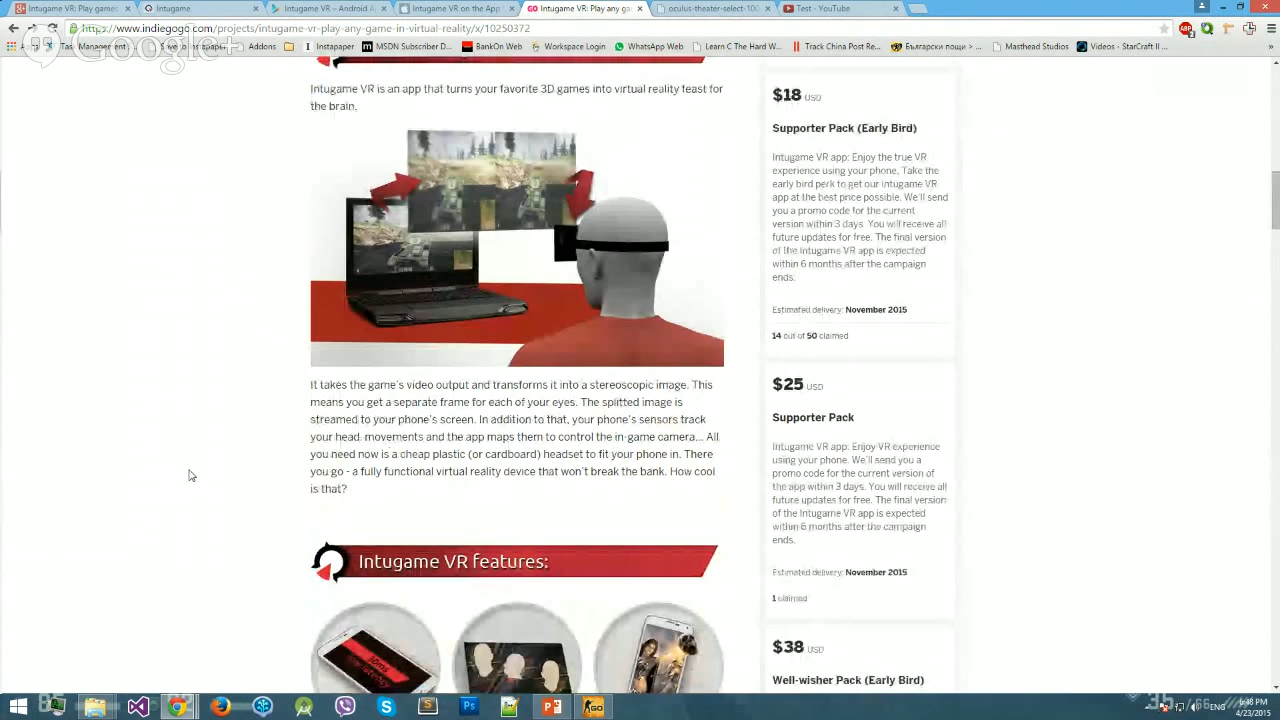 Intugame VR: Play any gam
Intugame
Intugame VR – Android A
Intugame VR on the App
GO Intugame VR: Play any ga
oculus-theater-select-100
Test - YouTube
https://www.indiegogo.com/projects/intugame-vr-play-any-game-in-virtual-reality/x/10250372
Task Management
Addons
Instapaper
MSDN Subscriber D...
BankOn Web
Workspace Login
WhatsApp Web
Learn C The Hard W...
Track China Post Re...
Български пощи > ...
Masthead Studios
Videos - StarCraft II ...
Google+
Intugame VR is an app that turns your favorite 3D games into virtual reality feast for
the brain.
It takes the game's video output and transforms it into a stereoscopic image. This
means you get a separate frame for each of your eyes. The splitted image is
streamed to your phone's screen. In addition to that, your phone's sensors track
your head, movements and the app maps them to control the in-game camera... All
you need now is a cheap plastic (or cardboard) headset to fit your phone in. There
you go - a fully functional virtual reality device that won't break the bank. How cool
is that?
Intugame VR features:
$18 USD
Supporter Pack (Early Bird)
Intugame VR app: Enjoy the true VR
experience using your phone, Take the
early bird perk to get our intugame VR
app at the best price possible. We'll send
you a promo code for the current
version within 3 days. You will receive all
future updates for free. The final version
of the Intugame VR app is expected
within 6 months after the campaign
ends.
Estimated delivery: November 2015
14 out of 50 claimed
$25 USD
Supporter Pack
Intugame VR app: Enjoy VR experience
using your phone. We'll send you a
promo code for the current version of
the app within 3 days. You will receive all
future updates for free. The final version
of the Intugame VR app is expected
within 6 months after the campaign
ends.
Estimated delivery: November 2015
1 claimed
$38 USD
Well-wisher Pack (Early Bird)
ENG
6:48 PM
4/23/2015